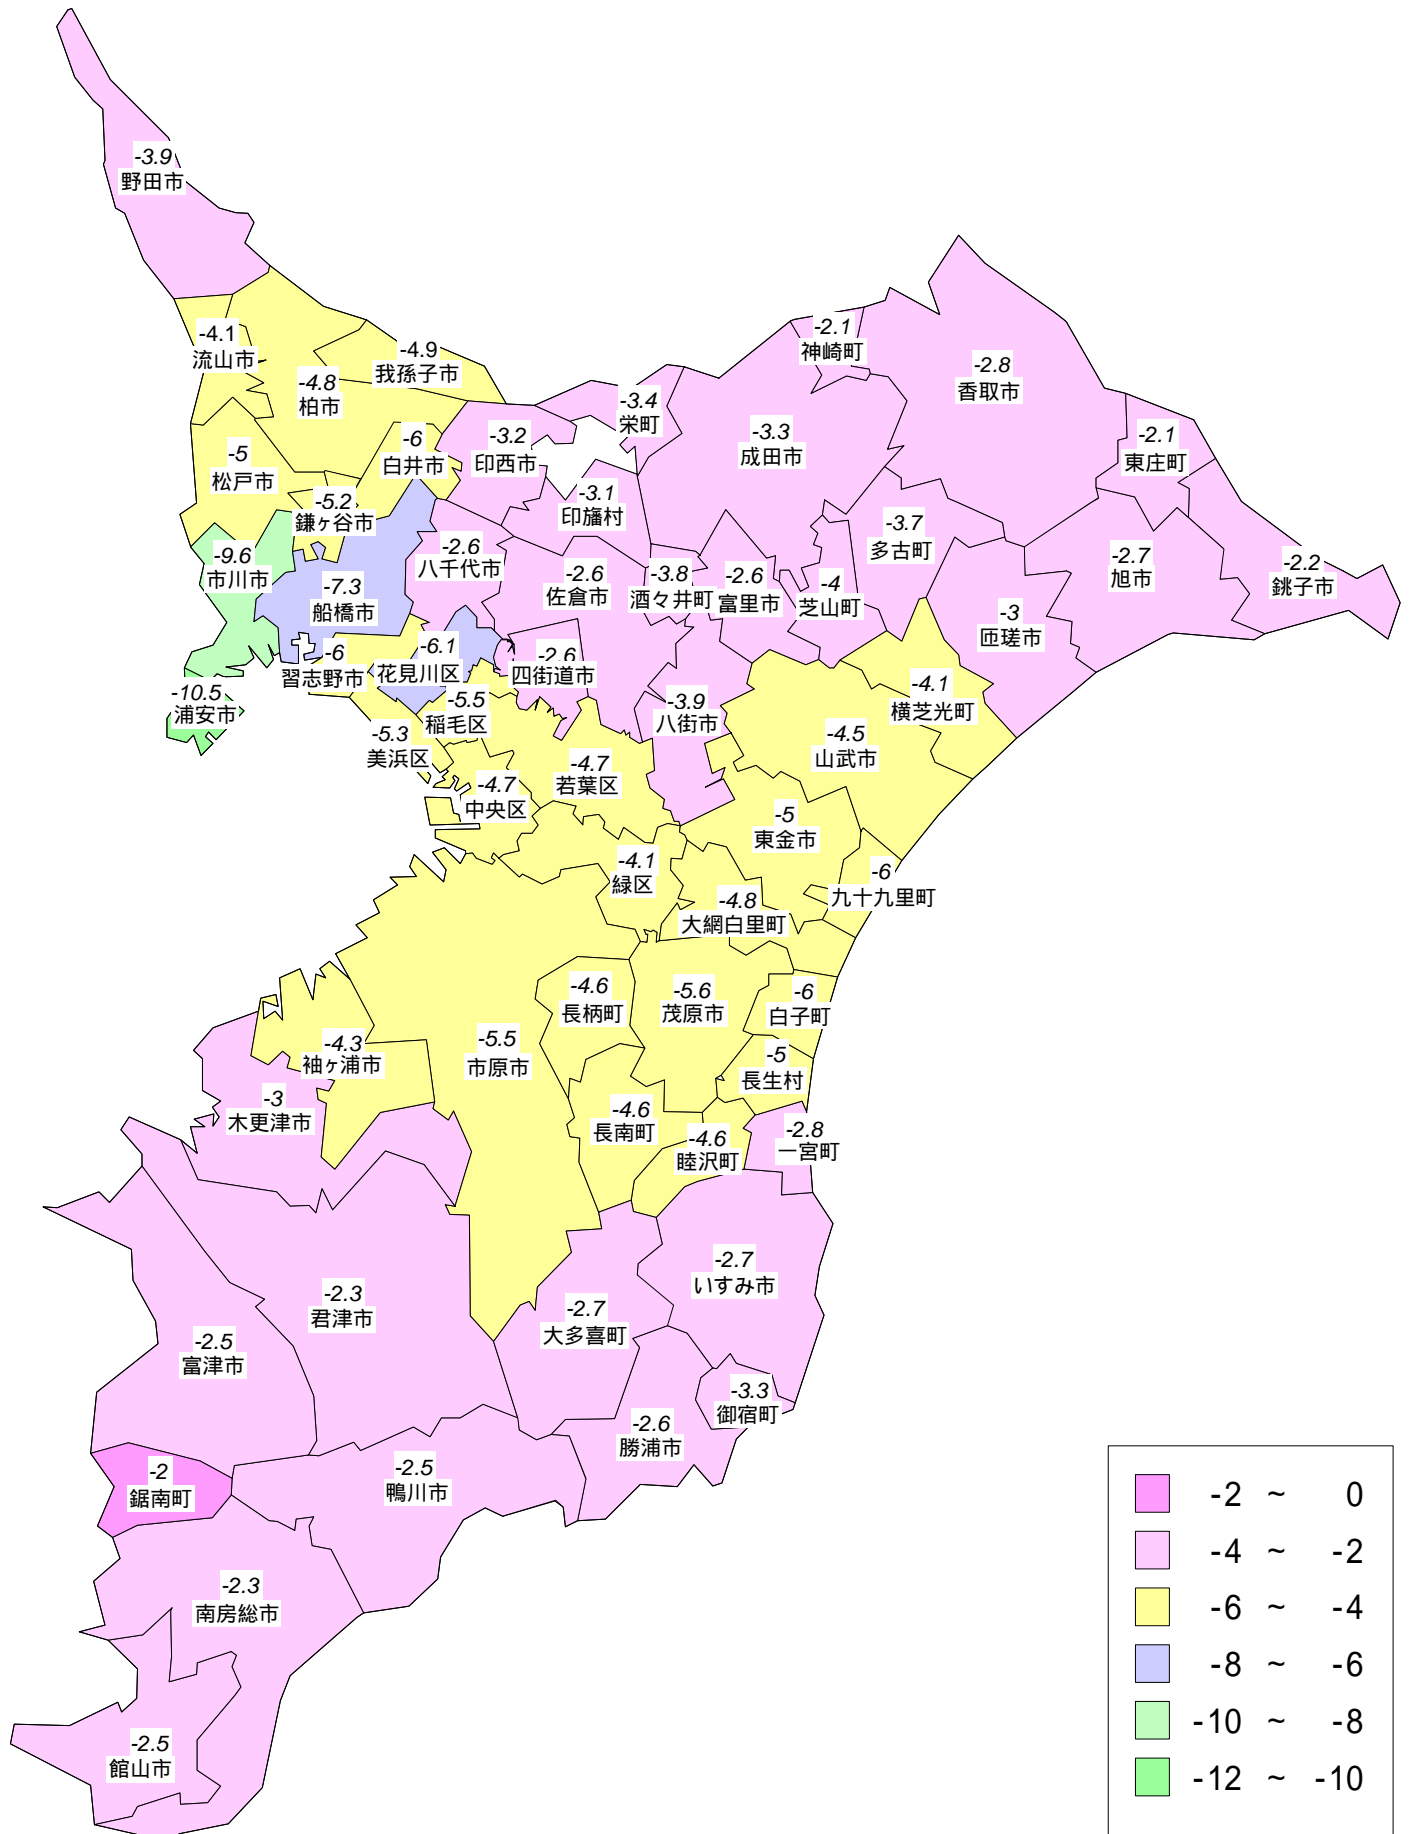 -3.9
野田市
-4.1
流山市
-4.9
我孫子市
-4.8
柏市
-5
松戸市
-6
白井市
-5.2
鎌ヶ谷市
-3.2
印西市
-3.4
栄町
-3.1
印旛村
-3.3
成田市
-2.1
神崎町
-2.8
香取市
-2.1
東庄町
-2.2
銚子市
-2.7
旭市
-3.7
多古町
-3
匝瑳市
-4
芝山町
-2.6
富里市
-3.8
酒々井町
-2.6
佐倉市
-2.6
八千代市
-9.6
市川市
-7.3
船橋市
-6
習志野市
-10.5
浦安市
-6.1
花見川区
-5.5
稲毛区
-5.3
美浜区
-2.6
四街道市
-3.9
八街市
-4.7
若葉区
-4.7
中央区
-4.1
横芝光町
-4.5
山武市
-5
東金市
-6
九十九里町
-4.1
緑区
-4.8
大網白里町
-4.6
長柄町
-5.6
茂原市
-6
白子町
-5
長生村
-5.5
市原市
-4.3
袖ヶ浦市
-3
木更津市
-4.6
長南町
-4.6
睦沢町
-2.8
一宮町
-2.7
いすみ市
-2.3
君津市
-2.5
富津市
-2.7
大多喜町
-3.3
御宿町
-2.6
勝浦市
-2
鋸南町
-2.5
鴨川市
-2.3
南房総市
-2.5
館山市
-2 ~ 0
-4 ~ -2
-6 ~ -4
-8 ~ -6
-10 ~ -8
-12 ~ -10